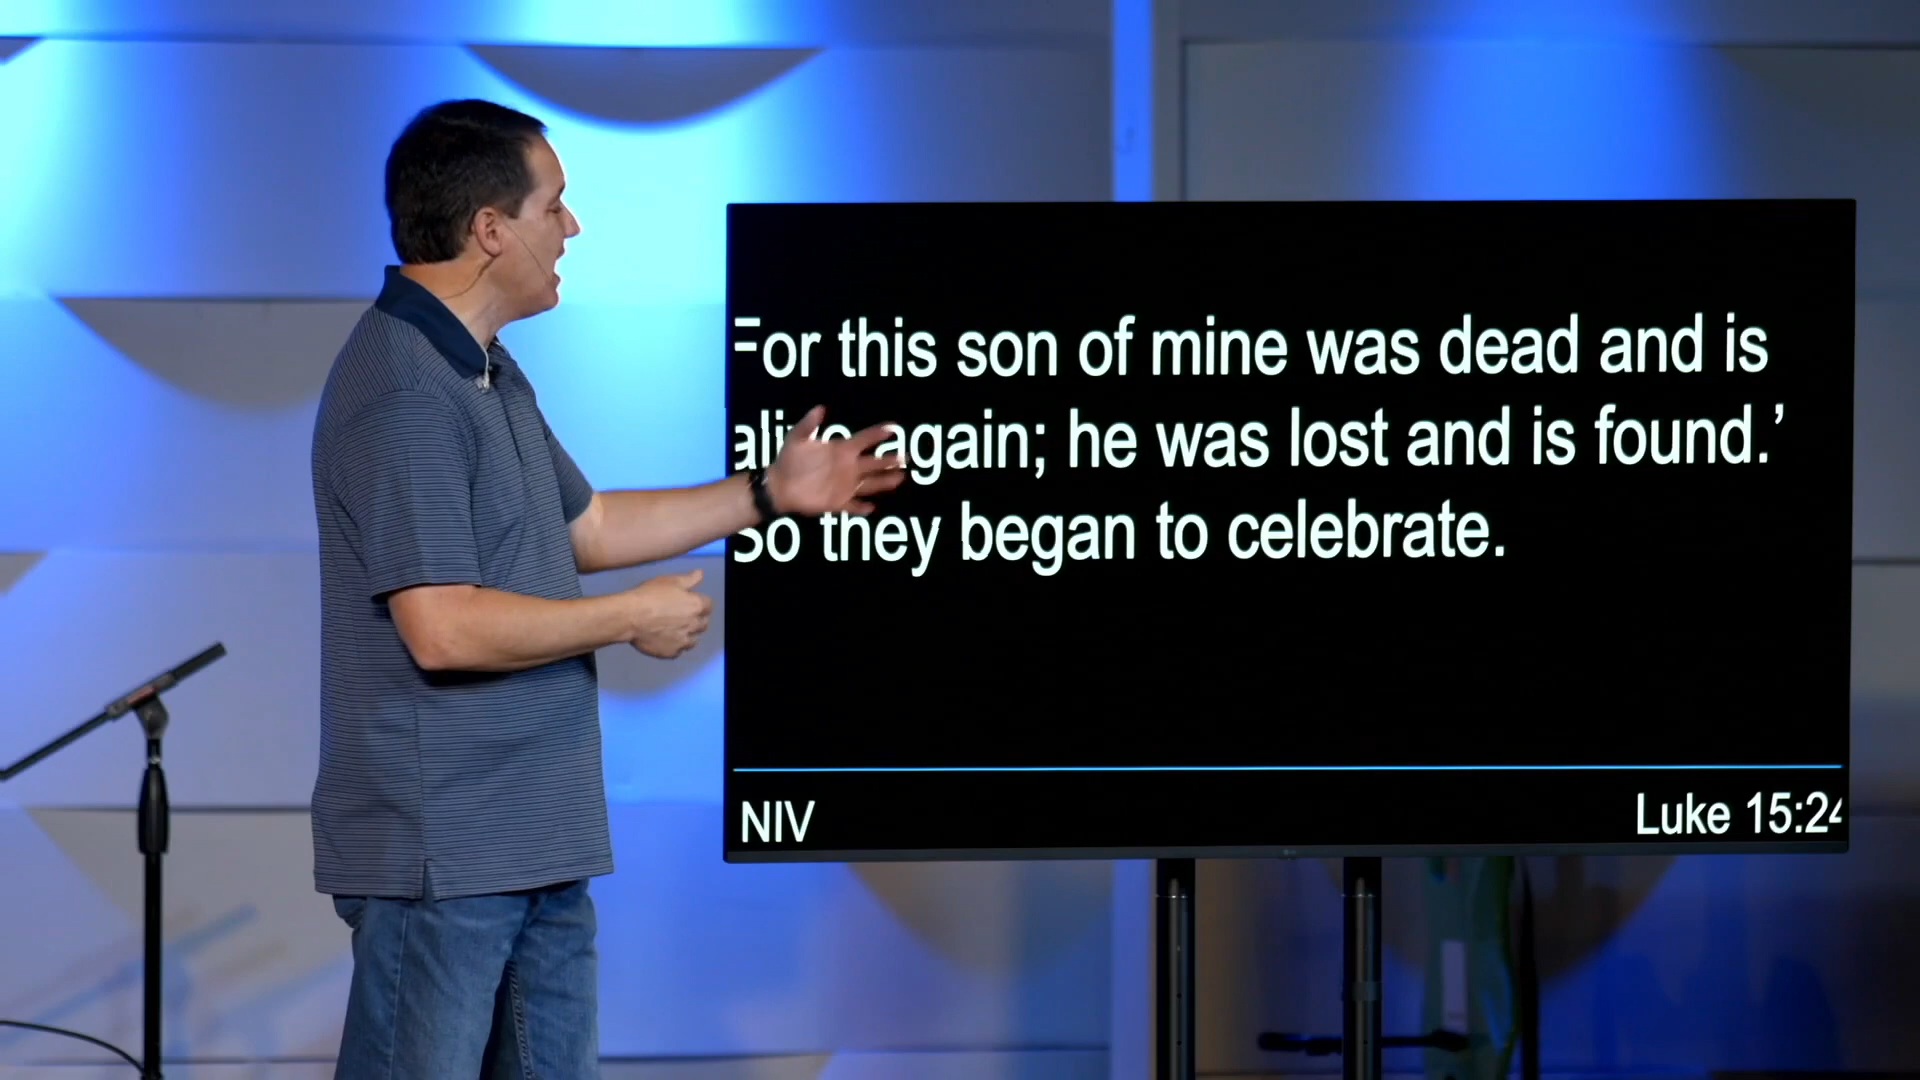 For this son of mine was dead and is
alive again; he was lost and is found.’
So they began to celebrate.
NIV
Luke 15:24